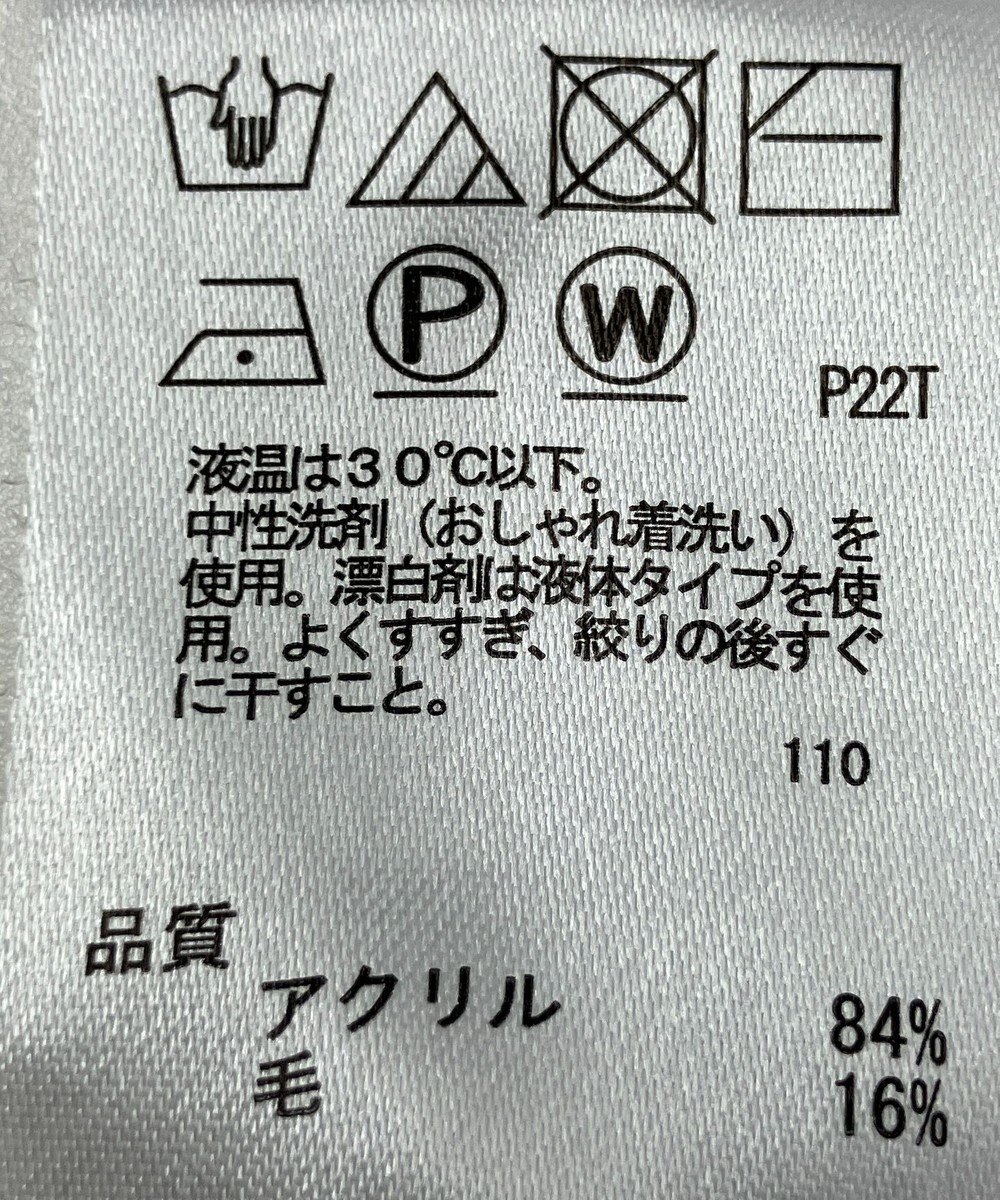 P
W
P22T
液温は30℃以下。
中性洗剤（おしゃれ着洗い）を
使用。漂白剤は液体タイプを使
用。よくすすぎ、絞りの後すぐ
に干すこと。
110
品質
アクリル 84%
毛 16%